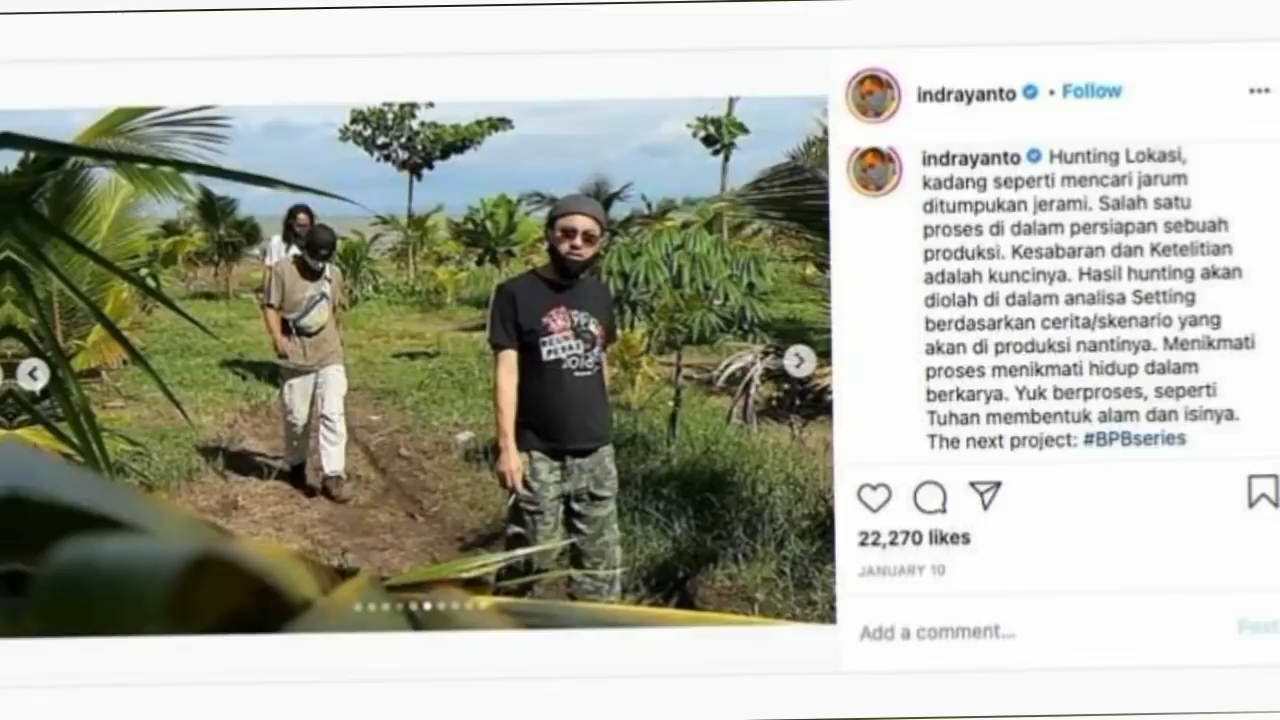 indrayanto • Follow
indrayanto Hunting Lokasi,
kadang seperti mencari jarum
ditumpukan jerami. Salah satu
proses di dalam persiapan sebuah
produksi. Kesabaran dan Ketelitian
adalah kuncinya. Hasil hunting akan
diolah di dalam analisa Setting
berdasarkan cerita/skenario yang
akan di produksi nantinya. Menikmati
proses menikmati hidup dalam
berkarya. Yuk berproses, seperti
Tuhan membentuk alam dan isinya.
The next project: #BPBseries
22,270 likes
JANUARY 10
Add a comment...
Post